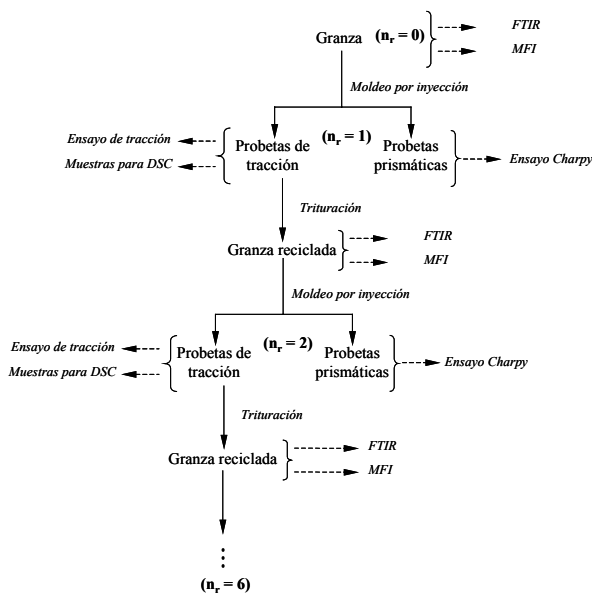 Granza (nr = 0)
FTIR
MFI
Moldeo por inyección
Ensayo de tracción
Muestras para DSC
Probetas de
tracción
(nr = 1)
Probetas
prismáticas
Ensayo Charpy
Trituración
Granza reciclada
FTIR
MFI
Moldeo por inyección
Ensayo de tracción
Muestras para DSC
Probetas de
tracción
(nr = 2)
Probetas
prismáticas
Ensayo Charpy
Trituración
Granza reciclada
FTIR
MFI
(nr = 6)